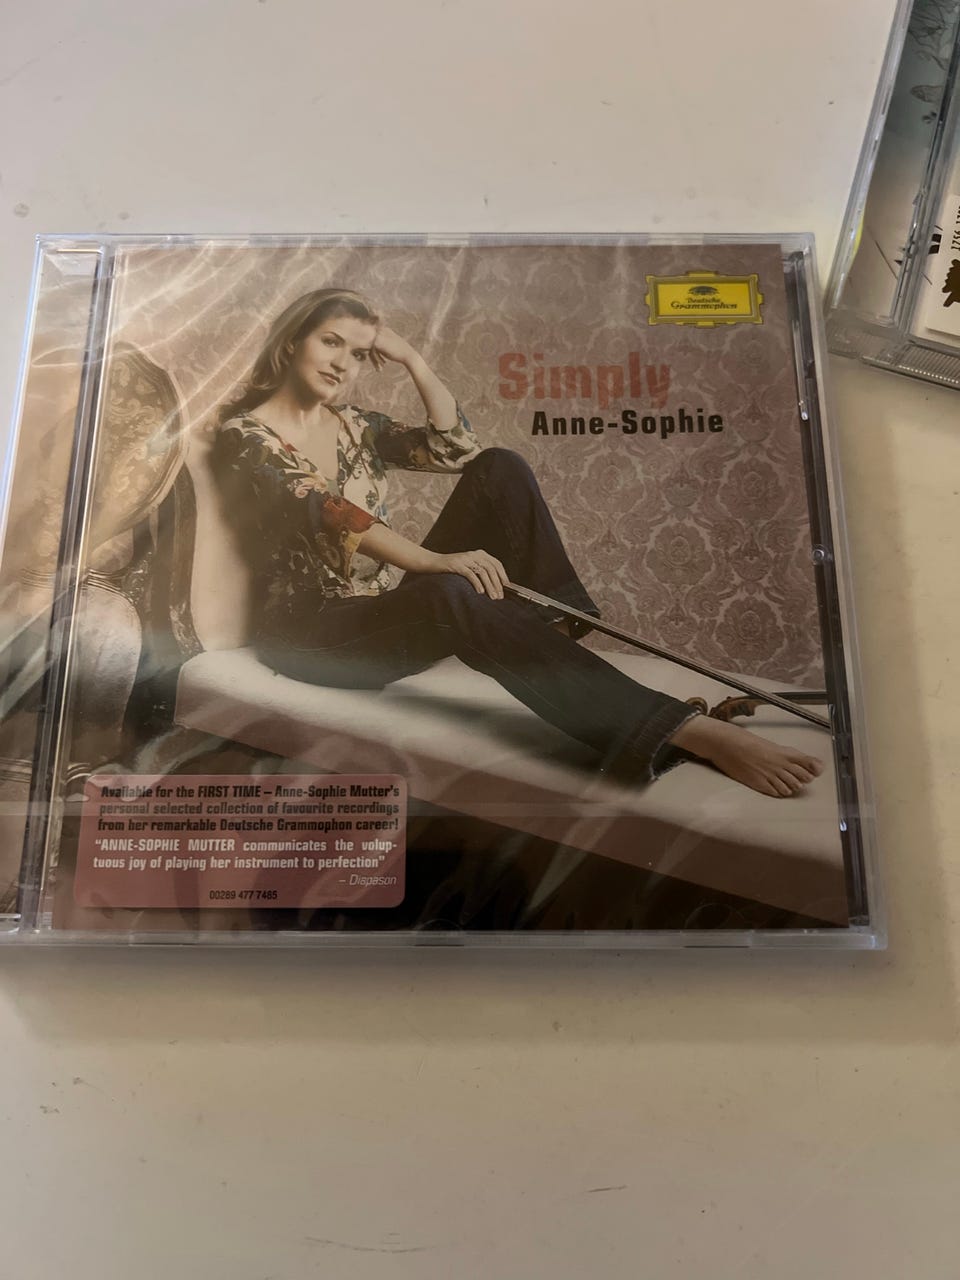 Deutsche
Grammophon
Simply
Anne-Sophie
Available for the FIRST TIME – Anne-Sophie Mutter's
personal selected collection of favourite recordings
from her remarkable Deutsche Grammophon career!
"ANNE-SOPHIE MUTTER communicates the volup-
tuous joy of playing her instrument to perfection"
– Diapason
00289 477 7485